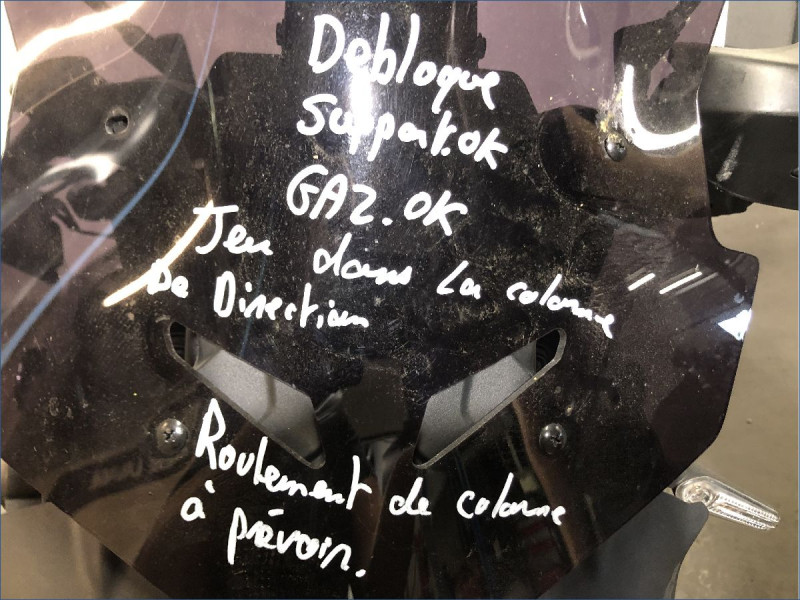 Debloque
support.ok
GAZ.OK
Jeu dans La colonne
De Direction
Roulement de colonne
à prévoir.